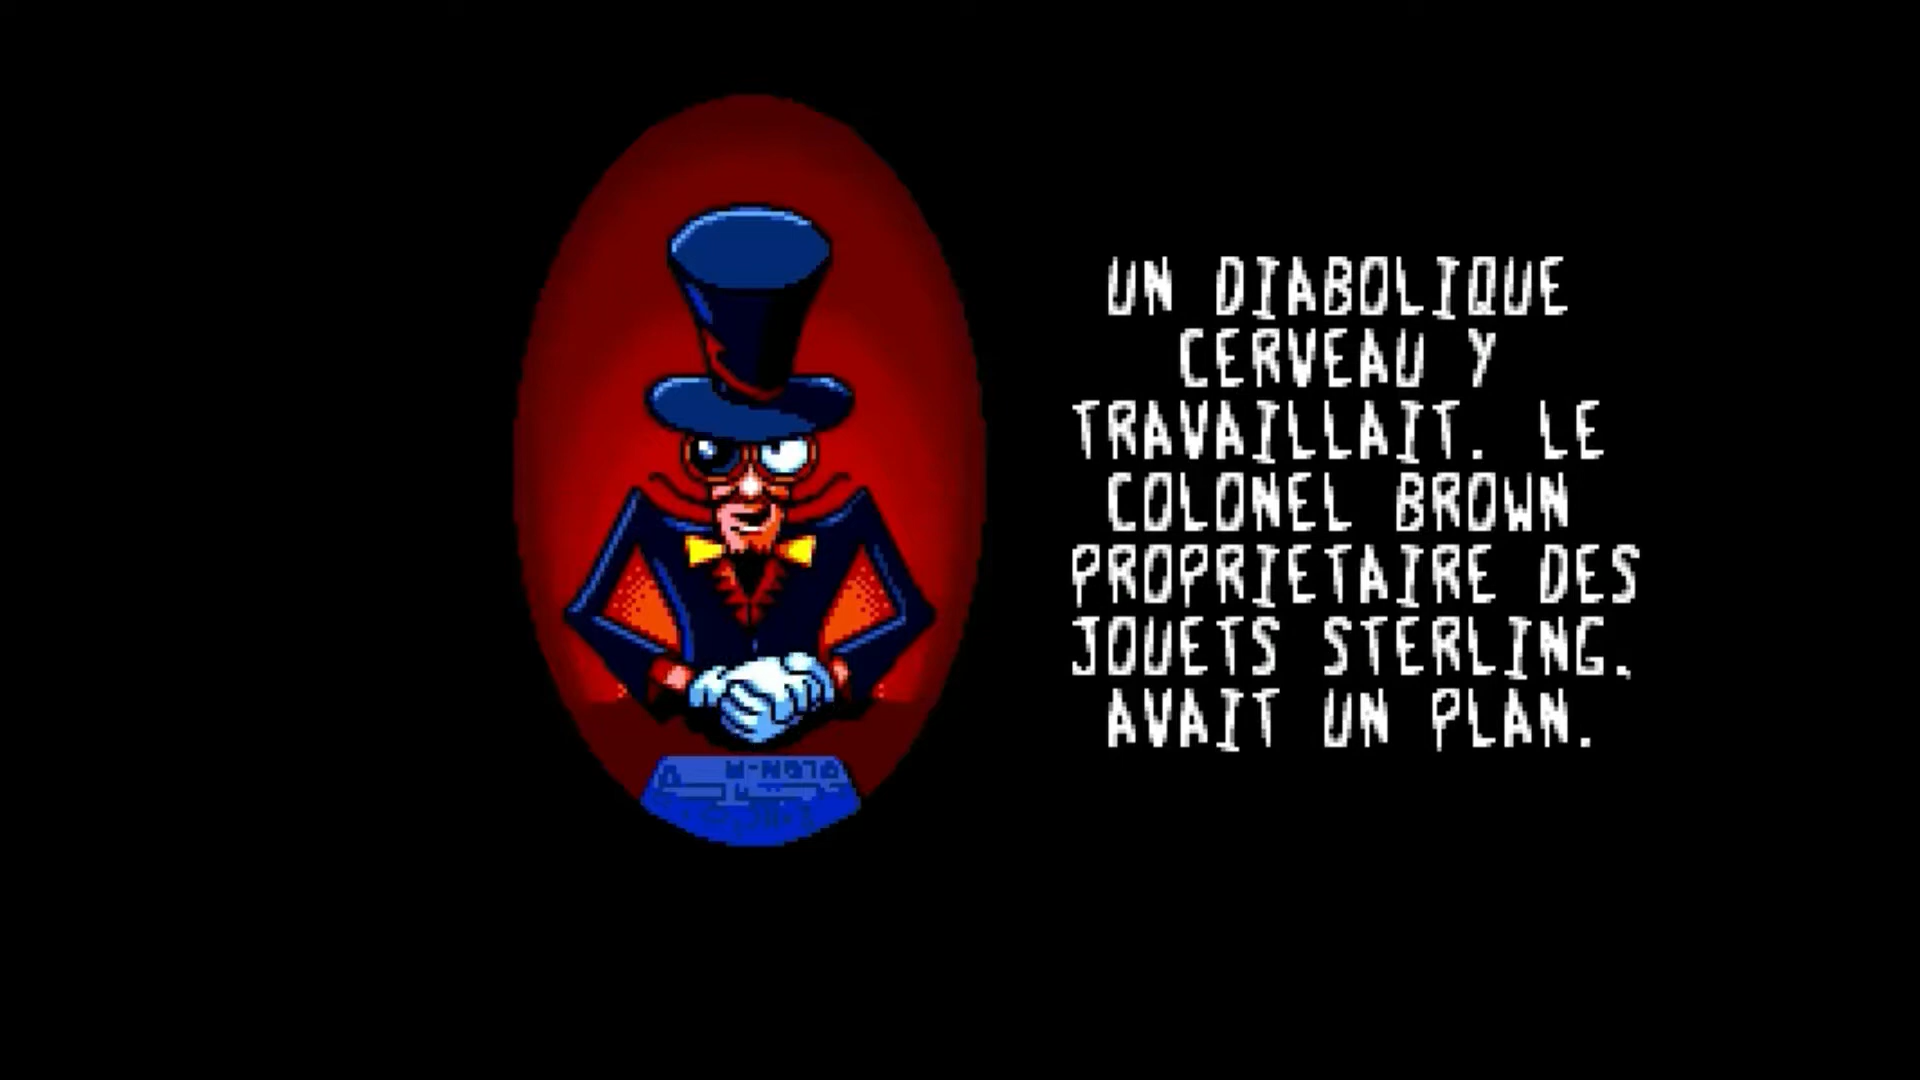 UN DIABOLIQUE
CERVEAU Y
TRAVAILLAIT. LE
COLONEL BROWN
PROPRIETAIRE DES
JOUETS STERLING.
AVAIT UN PLAN.